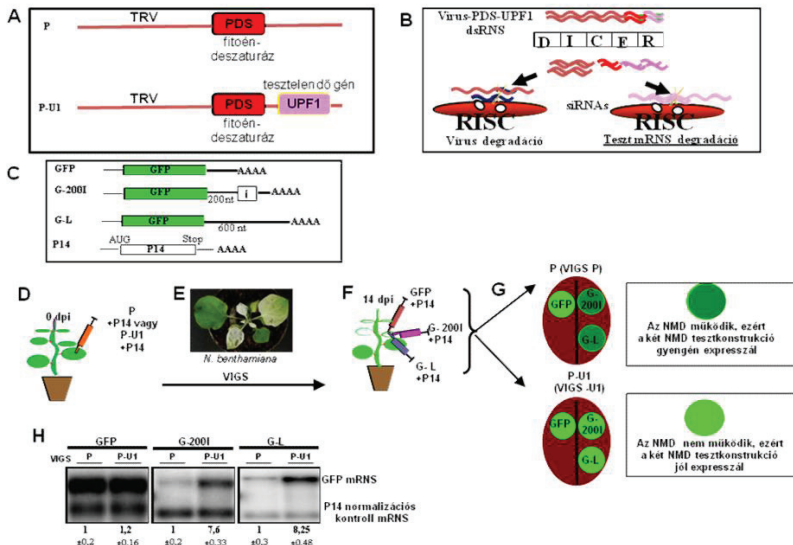 A
P
TRV
PDS
fitoén-
deszaturáz
tesztelendő gén
P-U1
TRV
PDS
UPF1
fitoén-
deszaturáz
B
Virus-PDS-UPF1
dsRNS
D I C E R
siRNAs
RISC
Vírus degradáció
RISC
Teszt mRNS degradáció
C
GFP
GFP
AAAA
G-200I
GFP
200nt
i
AAAA
G-L
GFP
600 nt
AAAA
P14
AUG
P14
Stop
AAAA
D
0 dpi
P
+P14 vagy
P-U1
+P14
E
N. benthamiana
VIGS
F
14 dpi
GFP
+P14
G-200I
+P14
G-L
+P14
G
P (VIGS P)
GFP
G-
200I
G-L
Az NMD működik, ezért
a két NMD tesztkonstrukció
gyengén expresszál
P-U1
(VIGS -U1)
GFP
G-
200I
G-L
Az NMD nem működik, ezért
a két NMD tesztkonstrukció
jól expresszál
H
GFP G-200I G-L
VIGS P P-U1 P P-U1 P P-U1
GFP mRNS
P14 normalizációs
kontroll mRNS
1 1,2 1 7,6 1 8,25
±0.2 ±0.16 ±0.2 ±0.33 ±0.3 ±0.48